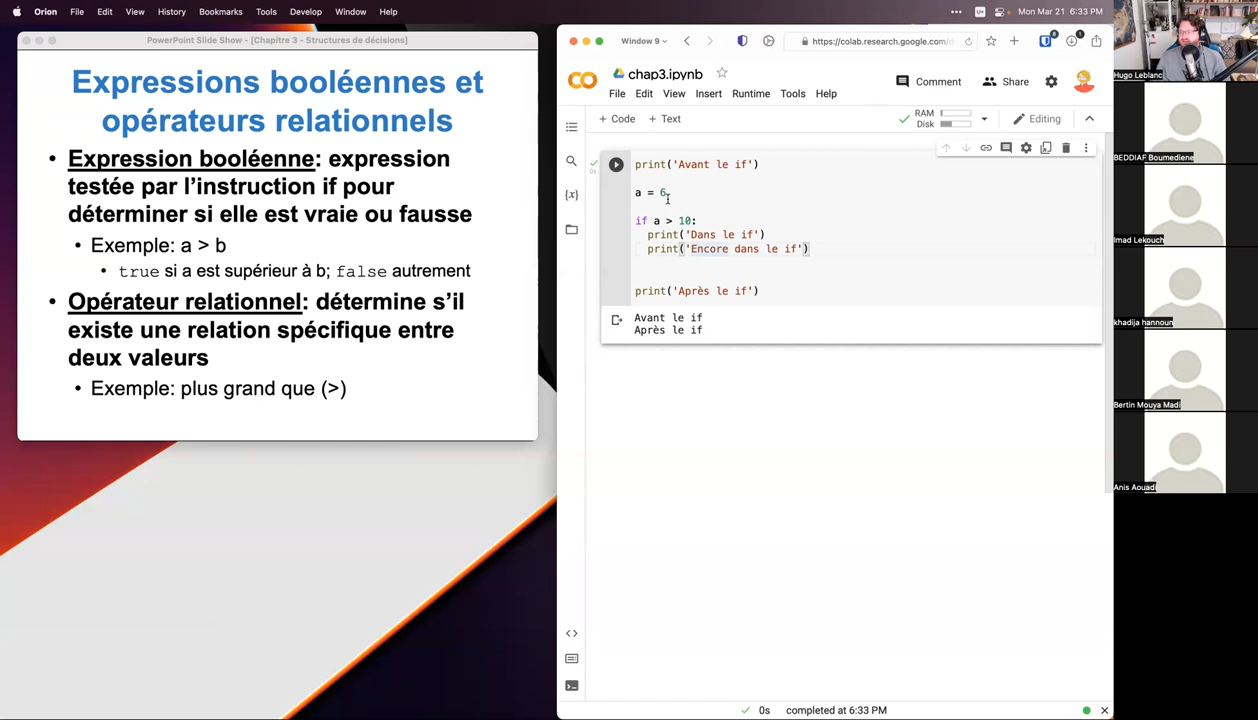 Orion File Edit View History Bookmarks Tools Develop Window Help
Mon Mar 21 6:33 PM
PowerPoint Slide Show - [Chapitre 3 - Structures de décisions]
Expressions booléennes et
opérateurs relationnels
• Expression booléenne: expression
testée par l'instruction if pour
déterminer si elle est vraie ou fausse
• Exemple: a > b
• true si a est supérieur à b; false autrement
• Opérateur relationnel: détermine s'il
existe une relation spécifique entre
deux valeurs
• Exemple: plus grand que (>)
Window 9
https://colab.research.google.com/
chap3.ipynb
Comment
Share
File Edit View Insert Runtime Tools Help
+ Code + Text
RAM
Disk
Editing
{x}
0s
print('Avant le if')
a = 6
if a > 10:
print('Dans le if')
print('Encore dans le if')
print('Après le if')
Avant le if
Après le if
0s completed at 6:33 PM
Hugo Leblanc
BEDDIAF Boumediene
Imad Lekouch
khadija hannoun
Bertin Mouya Madi
Anis Aouadi